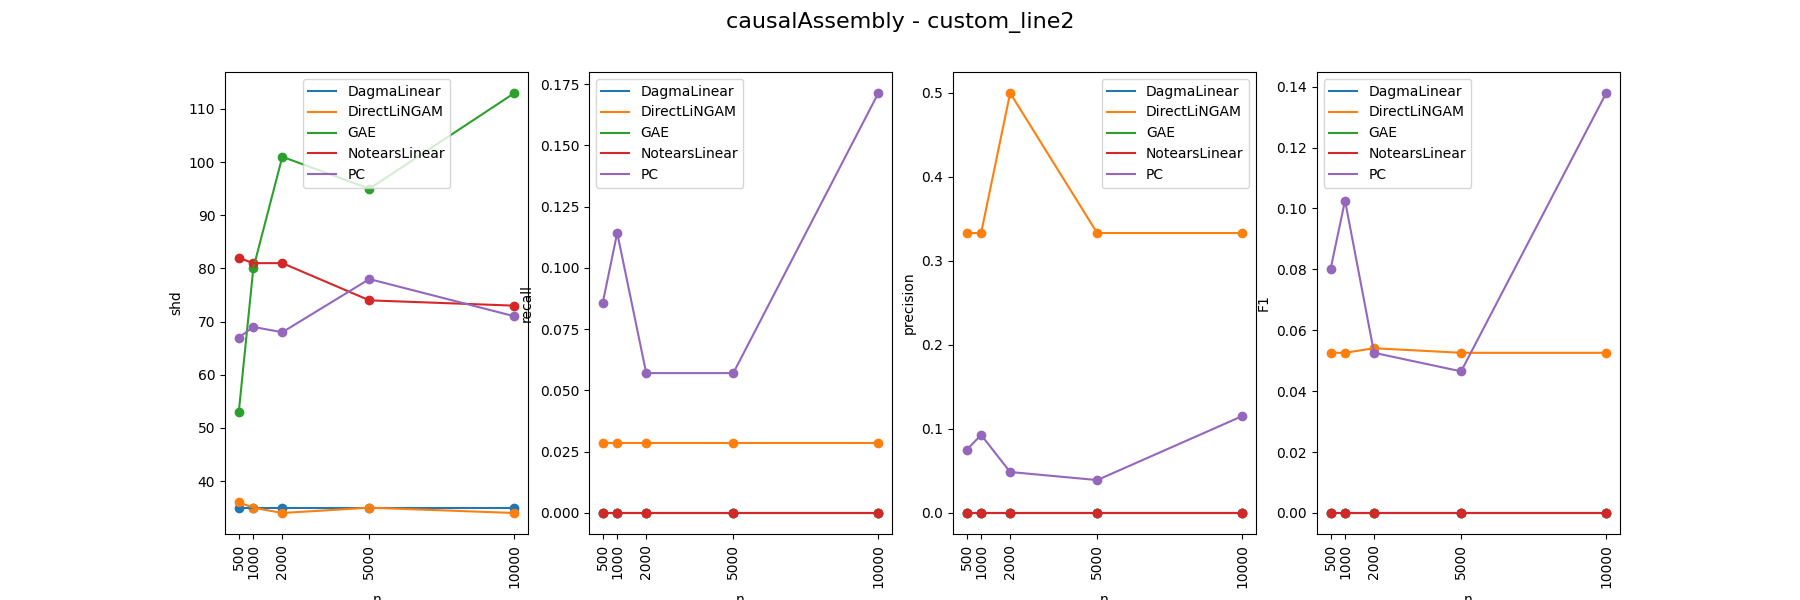 causalAssembly - custom_line2
shd
110
100
90
80
70
60
50
40
DagmaLinear
DirectLiNGAM
GAE
NotearsLinear
PC
500
1000
2000
5000
10000
n
recall
0.175
0.150
0.125
0.100
0.075
0.050
0.025
0.000
DagmaLinear
DirectLiNGAM
GAE
NotearsLinear
PC
500
1000
2000
5000
10000
n
precision
0.5
0.4
0.3
0.2
0.1
0.0
DagmaLinear
DirectLiNGAM
GAE
NotearsLinear
PC
500
1000
2000
5000
10000
n
F1
0.14
0.12
0.10
0.08
0.06
0.04
0.02
0.00
DagmaLinear
DirectLiNGAM
GAE
NotearsLinear
PC
500
1000
2000
5000
10000
n